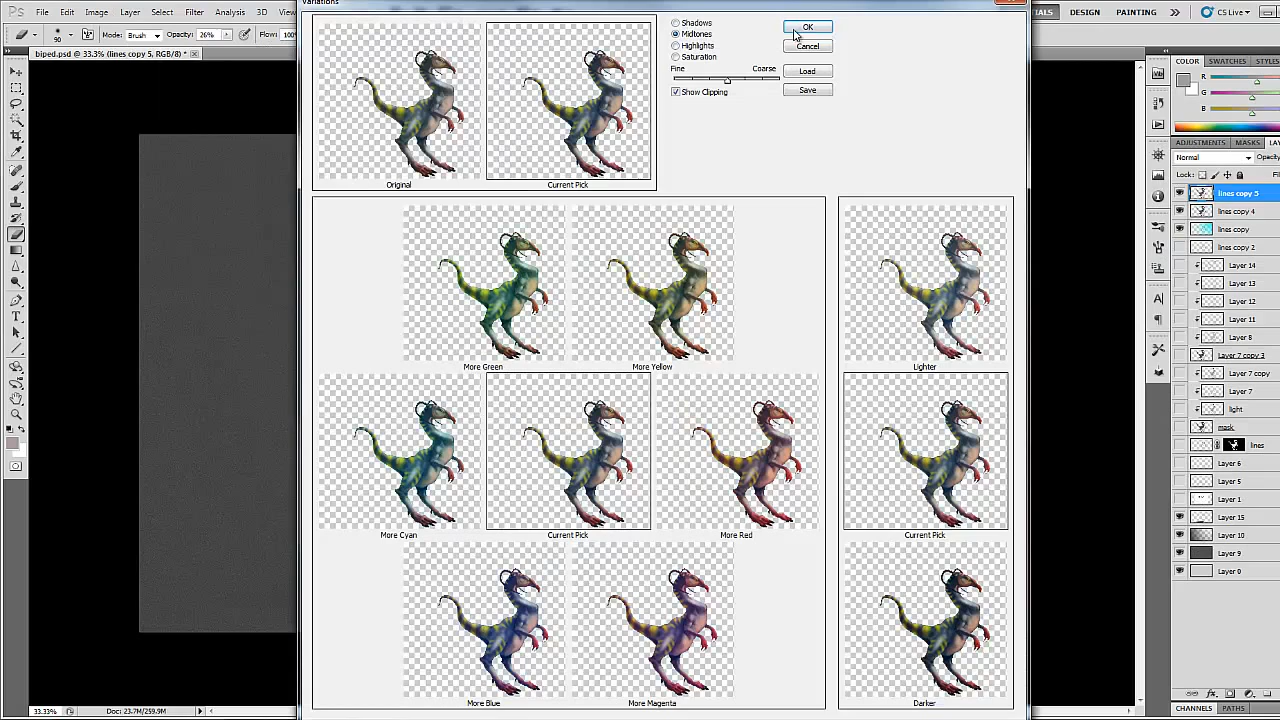 Variations
PS File Edit Image Layer Select Filter Analysis 3D
TIALS DESIGN PAINTING CS Live
90 Mode: Brush Opacity: 26% Flow: 100%
biped.psd @ 33.3% (lines copy 5, RGB/8) *
Original
Current Pick
Shadows
Midtones
Highlights
Saturation
Fine Coarse
Show Clipping
OK
Cancel
Load
Save
More Green
More Yellow
Lighter
More Cyan
Current Pick
More Red
Current Pick
More Blue
More Magenta
Darker
COLOR SWATCHES STYLES
R
G
B
ADJUSTMENTS MASKS LAY
Normal Opacity
Lock: Fill
lines copy 5
lines copy 4
lines copy
lines copy 2
Layer 14
Layer 13
Layer 12
Layer 11
Layer 8
Layer 7 copy 3
Layer 7 copy
Layer 7
light
mask
lines
Layer 6
Layer 5
Layer 1
Layer 15
Layer 10
Layer 9
Layer 0
CHANNELS PATHS
33.33% Doc: 23.7M/259.9M